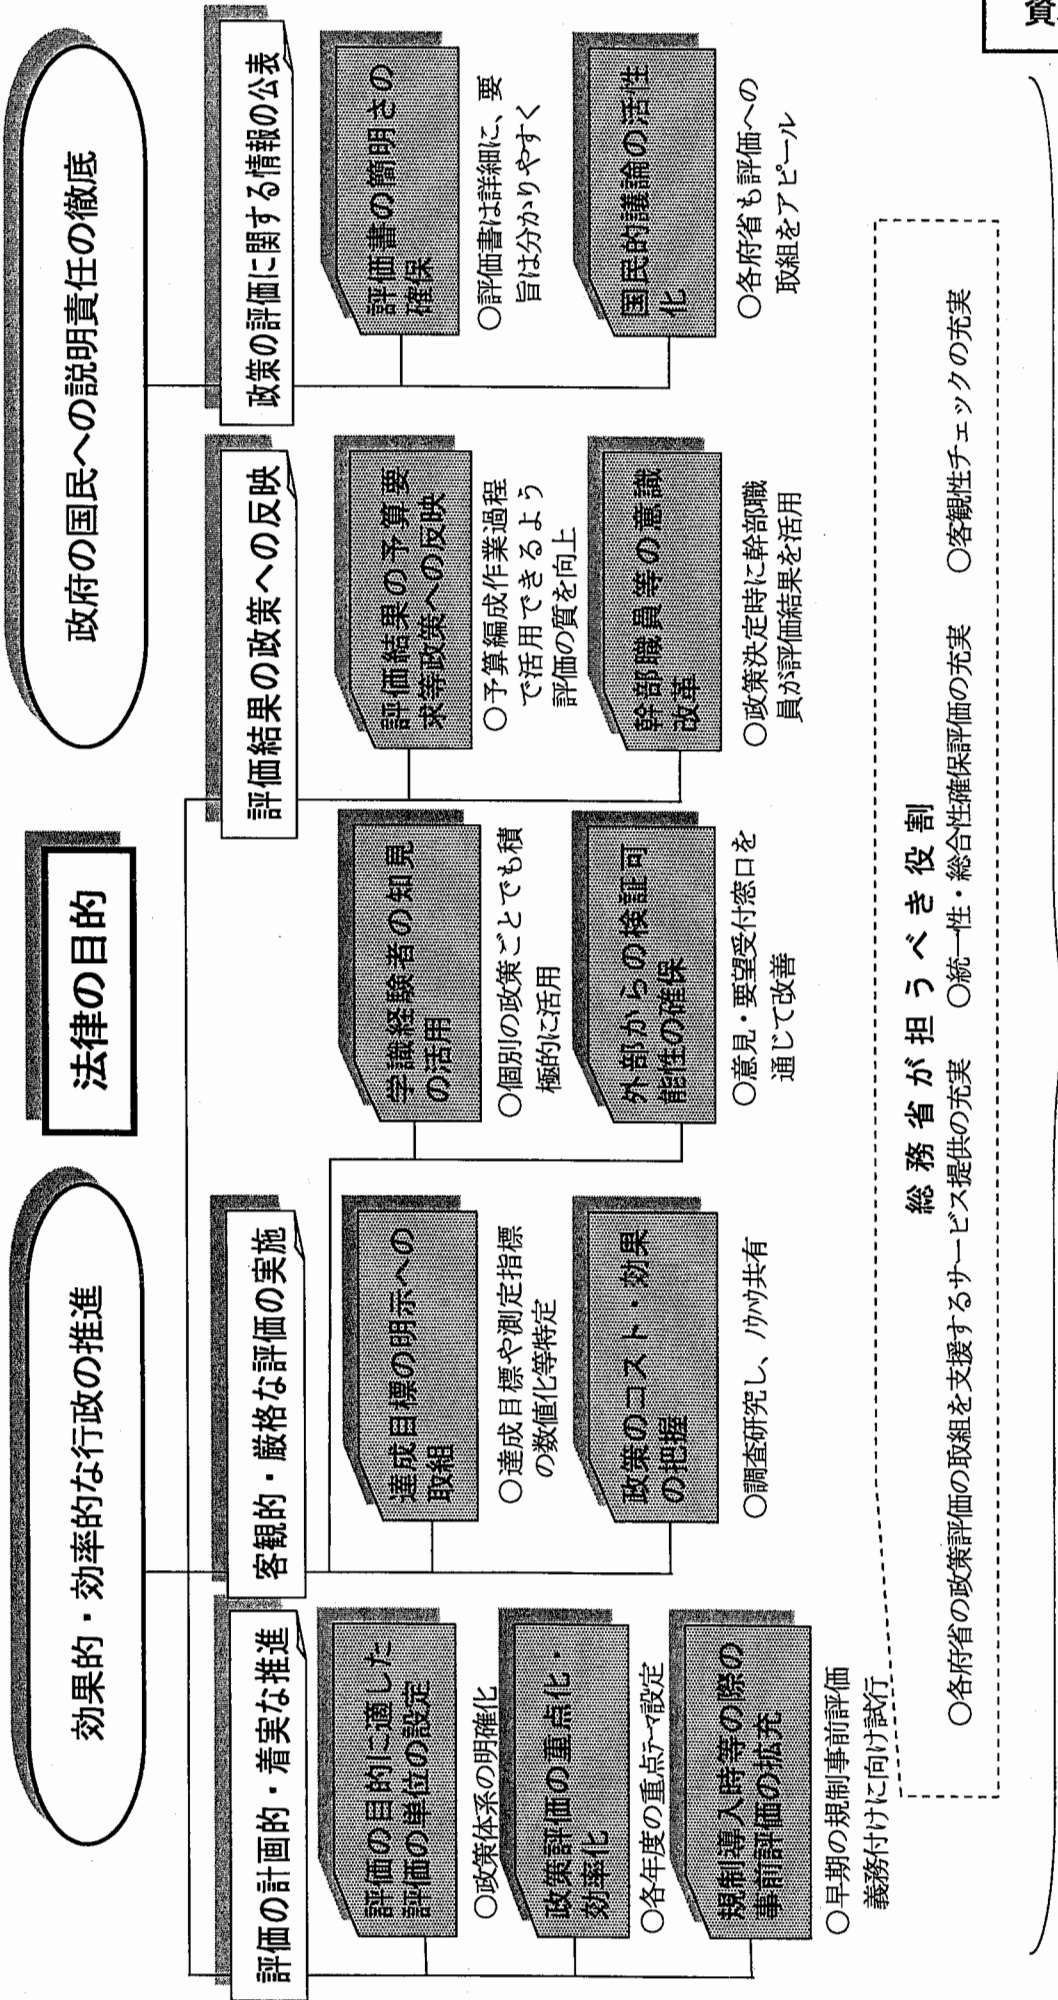 資
法律の目的
効果的・効率的な行政の推進
政府の国民への説明責任の徹底
評価の計画的・着実な推進
評価の目的に適した
評価の単位の設定
○政策体系の明確化
政策評価の重点化・
効率化
○各年度の重点テーマ設定
規制導入時等の際の
事前評価の拡充
○早期の規制事前評価
義務付けに向け試行
客観的・厳格な評価の実施
達成目標の明示への
取組
○達成目標や測定指標
の数値化等特定
政策のコスト・効果
の把握
○調査研究し、ノウハウ共有
学識経験者の知見
の活用
○個別の政策ごとでも積
極的に活用
外部からの検証可
能性の確保
○意見・要望受付窓口を
通じて改善
評価結果の政策への反映
評価結果の予算要
求等政策への反映
○予算編成作業過程
で活用できるよう
評価の質を向上
幹部職員等の意識
改革
○政策決定時に幹部職
員が評価結果を活用
政策の評価に関する情報の公表
評価書の簡明さの
確保
○評価書は詳細に、要
旨は分かりやすく
国民的議論の活性
化
○各府省も評価への
取組をアピール
総務省が担うべき役割
○各府省の政策評価の取組を支援するサービス提供の充実 ○統一性・総合性確保評価の充実 ○客観性チェックの充実